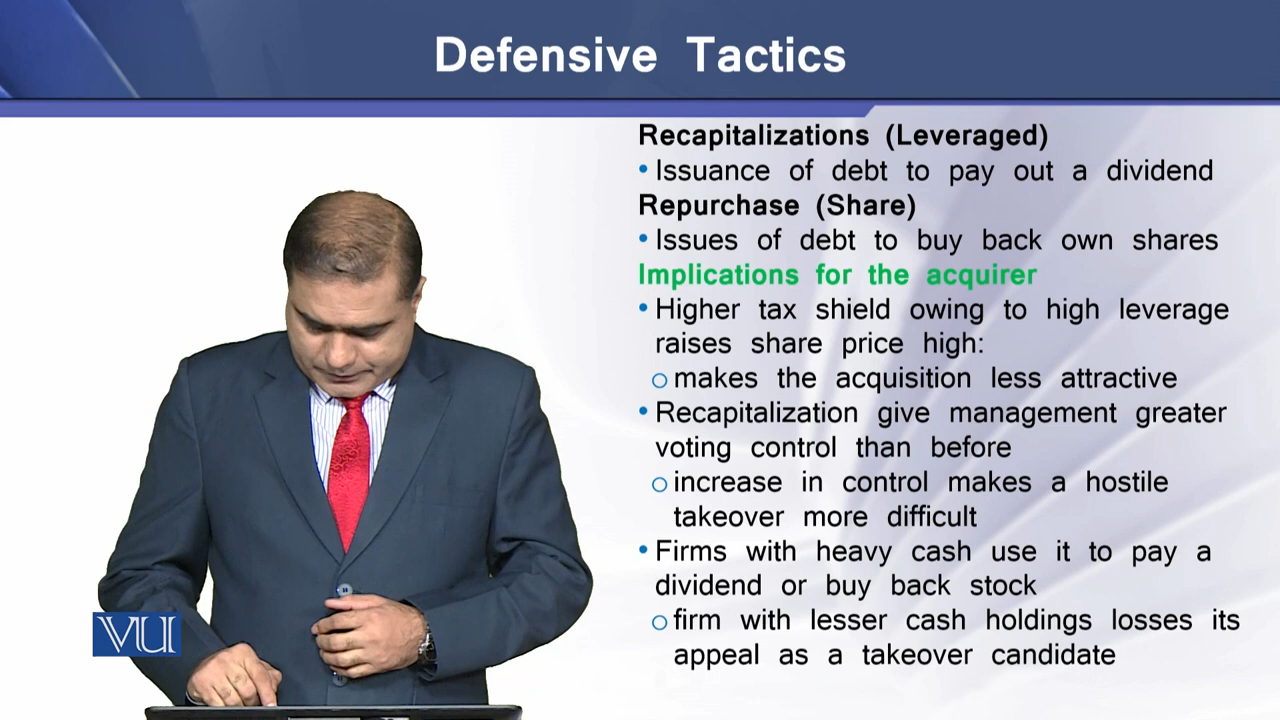 Defensive Tactics
Recapitalizations (Leveraged)
• Issuance of debt to pay out a dividend
Repurchase (Share)
• Issues of debt to buy back own shares
Implications for the acquirer
• Higher tax shield owing to high leverage
raises share price high:
o makes the acquisition less attractive
• Recapitalization give management greater
voting control than before
o increase in control makes a hostile
takeover more difficult
• Firms with heavy cash use it to pay a
dividend or buy back stock
o firm with lesser cash holdings losses its
appeal as a takeover candidate
VU